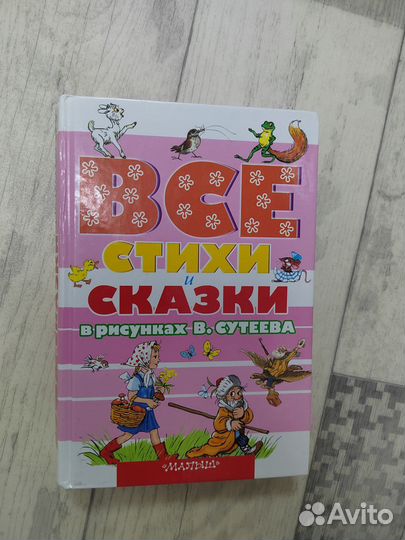 ВСЕ
СТИХИ
и
СКАЗКИ
в рисунках В. СУТЕЕВА
«МАЛЫШ»
Avito